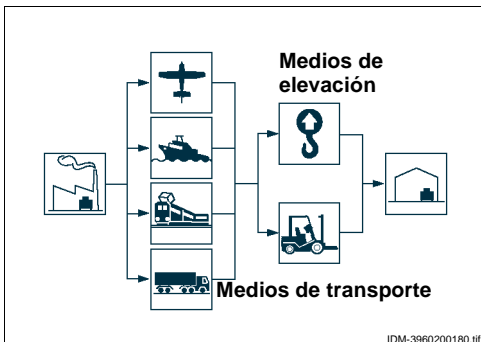 Medios de
elevación
Medios de transporte
IDM-3960200180.tif